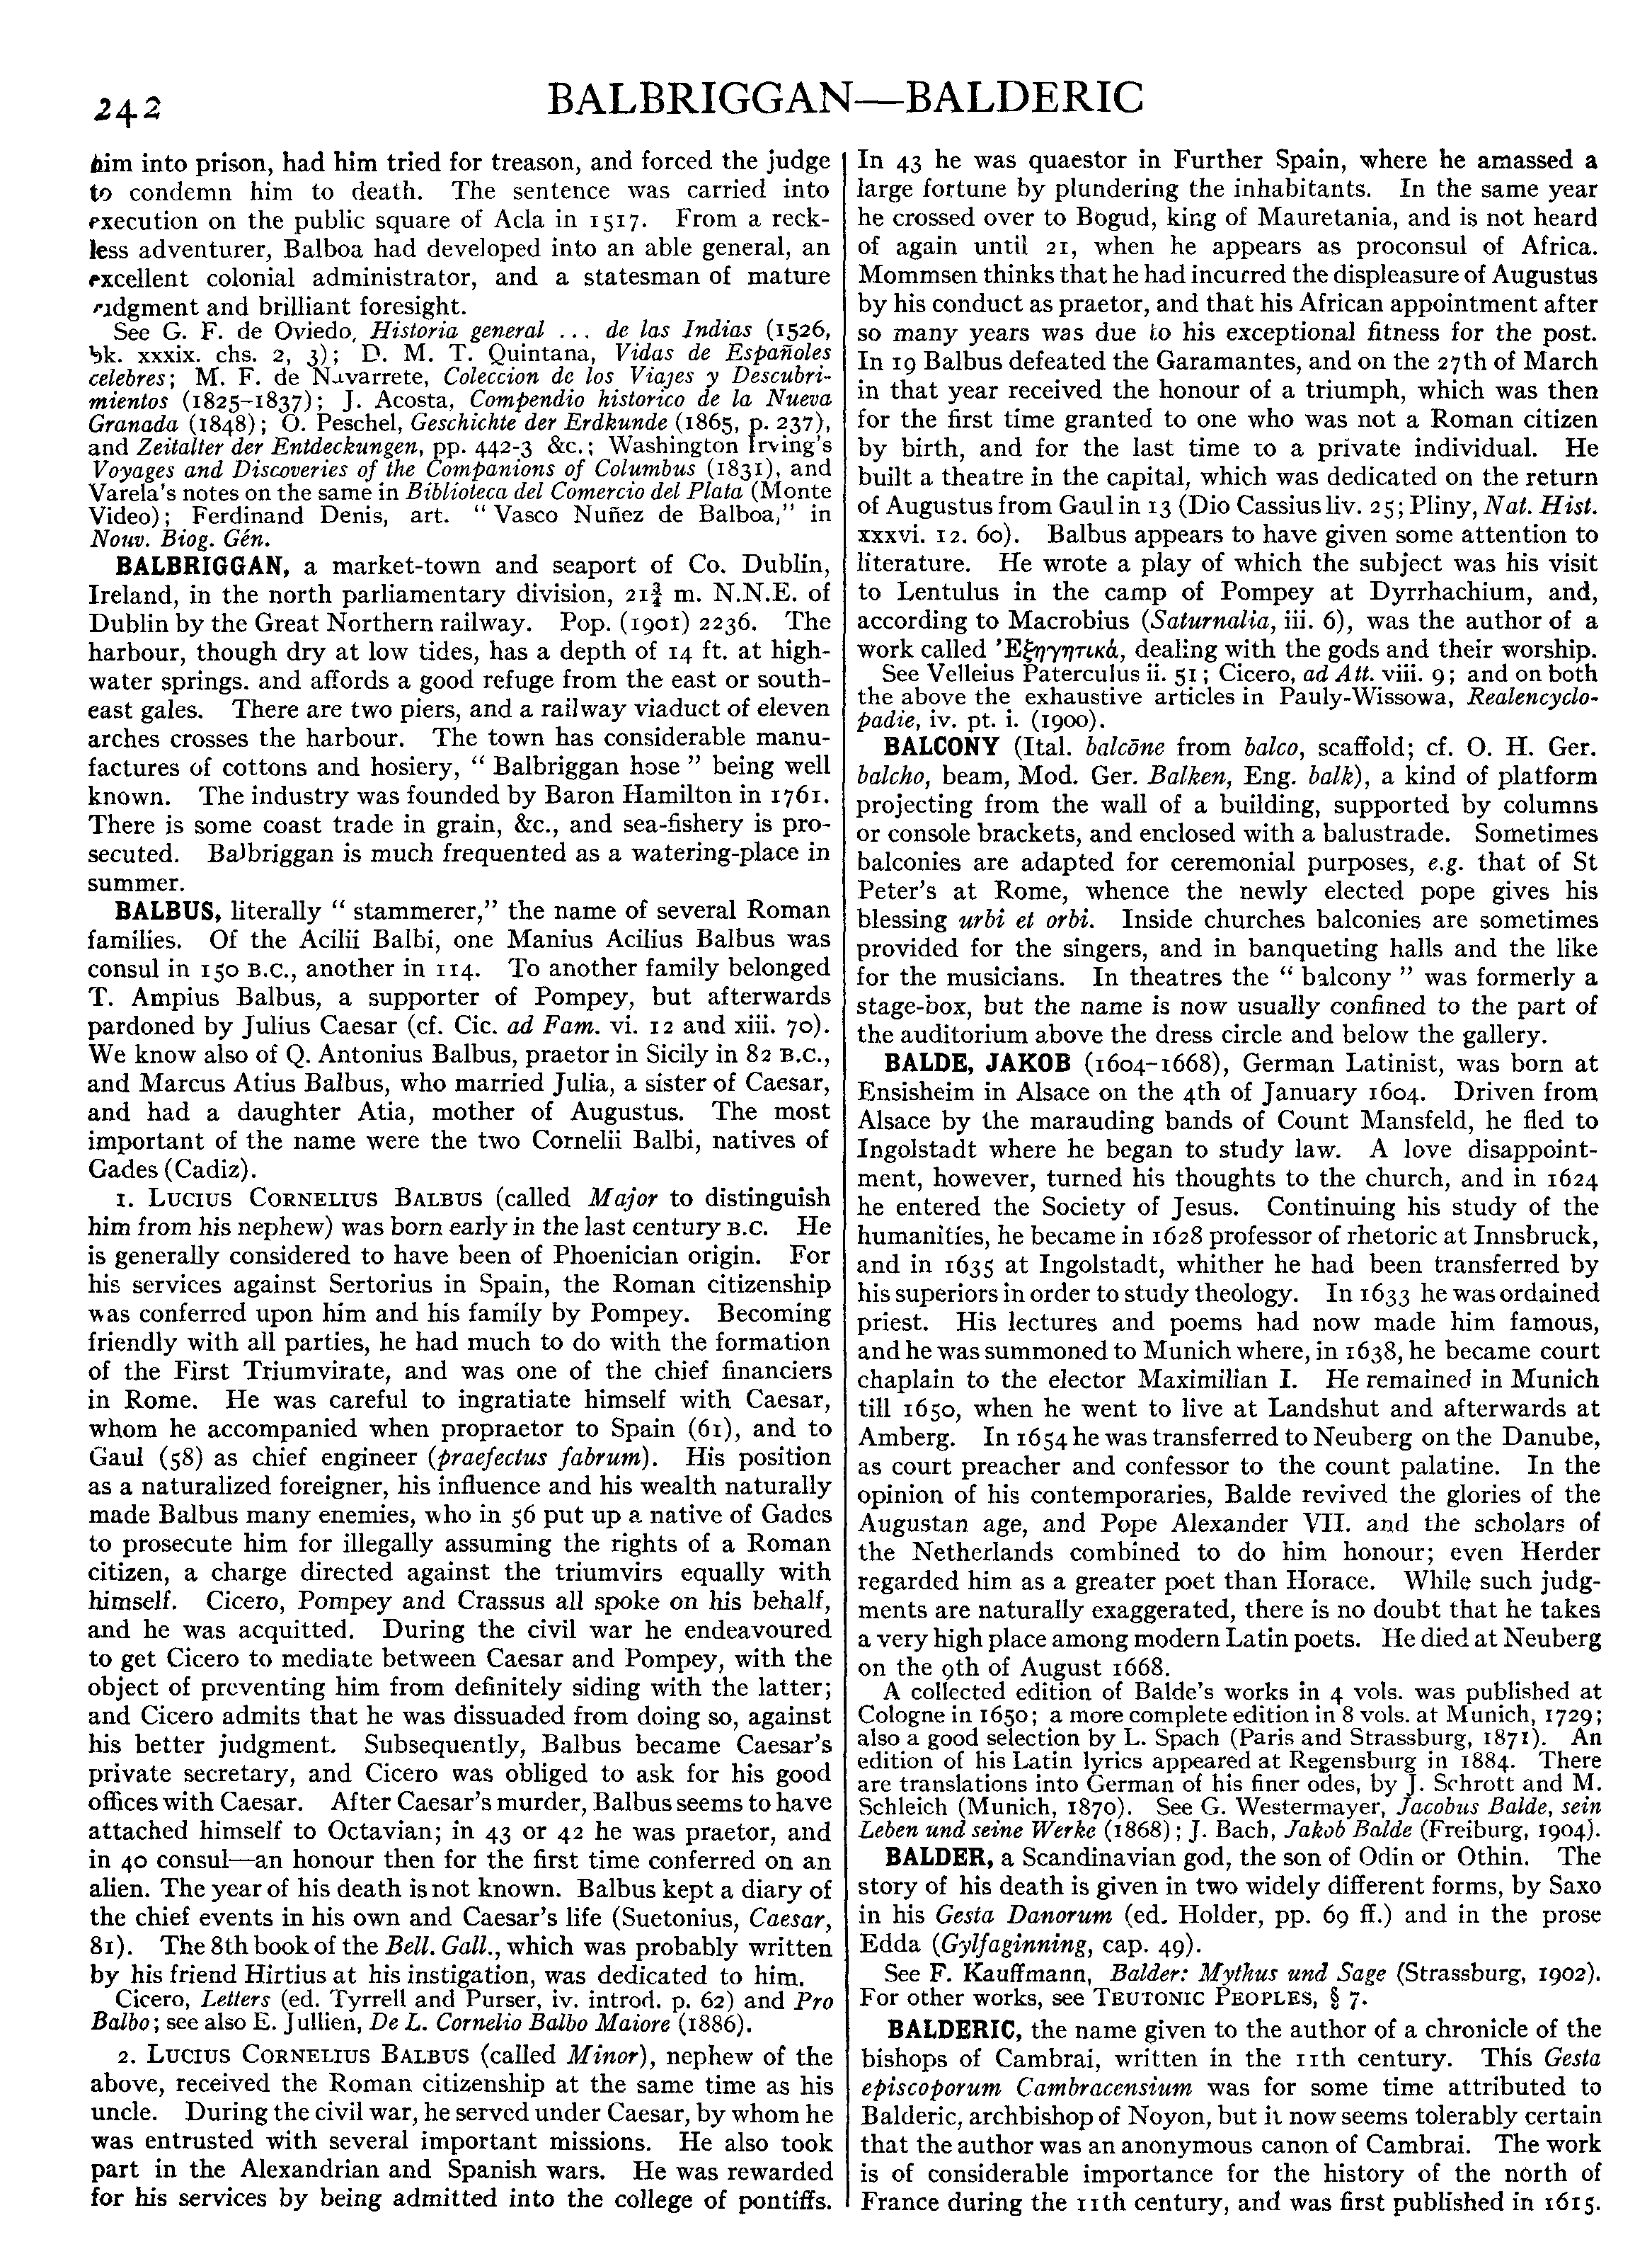 242
BALBRIGGAN—BALDERIC
him into prison, had him tried for treason, and forced the judge
to condemn him to death. The sentence was carried into
execution on the public square of Acla in 1517. From a reck-
less adventurer, Balboa had developed into an able general, an
excellent colonial administrator, and a statesman of mature
judgment and brilliant foresight.
See G. F. de Oviedo, Historia general ... de las Indias (1526,
bk. xxxix. chs. 2, 3); D. M. T. Quintana, Vidas de Españoles
celebres; M. F. de Navarrete, Coleccion de los Viajes y Descubri-
mientos (1825-1837); J. Acosta, Compendio historico de la Nueva
Granada (1848); O. Peschel, Geschichte der Erdkunde (1865, p. 237),
and Zeitalter der Entdeckungen, pp. 442-3 &c.; Washington Irving's
Voyages and Discoveries of the Companions of Columbus (1831), and
Varela's notes on the same in Biblioteca del Comercio del Plata (Monte
Video); Ferdinand Denis, art. "Vasco Nuñez de Balboa," in
Nouv. Biog. Gén.
BALBRIGGAN, a market-town and seaport of Co. Dublin,
Ireland, in the north parliamentary division, 21¾ m. N.N.E. of
Dublin by the Great Northern railway. Pop. (1901) 2236. The
harbour, though dry at low tides, has a depth of 14 ft. at high-
water springs. and affords a good refuge from the east or south-
east gales. There are two piers, and a railway viaduct of eleven
arches crosses the harbour. The town has considerable manu-
factures of cottons and hosiery, "Balbriggan hose" being well
known. The industry was founded by Baron Hamilton in 1761.
There is some coast trade in grain, &c., and sea-fishery is pro-
secuted. Balbriggan is much frequented as a watering-place in
summer.
BALBUS, literally "stammerer," the name of several Roman
families. Of the Acilii Balbi, one Manius Acilius Balbus was
consul in 150 B.C., another in 114. To another family belonged
T. Ampius Balbus, a supporter of Pompey, but afterwards
pardoned by Julius Caesar (cf. Cic. ad Fam. vi. 12 and xiii. 70).
We know also of Q. Antonius Balbus, praetor in Sicily in 82 B.C.,
and Marcus Atius Balbus, who married Julia, a sister of Caesar,
and had a daughter Atia, mother of Augustus. The most
important of the name were the two Cornelii Balbi, natives of
Gades (Cadiz).
1. LUCIUS CORNELIUS BALBUS (called Major to distinguish
him from his nephew) was born early in the last century B.C. He
is generally considered to have been of Phoenician origin. For
his services against Sertorius in Spain, the Roman citizenship
was conferred upon him and his family by Pompey. Becoming
friendly with all parties, he had much to do with the formation
of the First Triumvirate, and was one of the chief financiers
in Rome. He was careful to ingratiate himself with Caesar,
whom he accompanied when propraetor to Spain (61), and to
Gaul (58) as chief engineer (praefectus fabrum). His position
as a naturalized foreigner, his influence and his wealth naturally
made Balbus many enemies, who in 56 put up a native of Gades
to prosecute him for illegally assuming the rights of a Roman
citizen, a charge directed against the triumvirs equally with
himself. Cicero, Pompey and Crassus all spoke on his behalf,
and he was acquitted. During the civil war he endeavoured
to get Cicero to mediate between Caesar and Pompey, with the
object of preventing him from definitely siding with the latter;
and Cicero admits that he was dissuaded from doing so, against
his better judgment. Subsequently, Balbus became Caesar's
private secretary, and Cicero was obliged to ask for his good
offices with Caesar. After Caesar's murder, Balbus seems to have
attached himself to Octavian; in 43 or 42 he was praetor, and
in 40 consul—an honour then for the first time conferred on an
alien. The year of his death is not known. Balbus kept a diary of
the chief events in his own and Caesar's life (Suetonius, Caesar,
81). The 8th book of the Bell. Gall., which was probably written
by his friend Hirtius at his instigation, was dedicated to him.
Cicero, Letters (ed. Tyrrell and Purser, iv. introd. p. 62) and Pro
Balbo; see also E. Jullien, De L. Cornelio Balbo Maiore (1886).
2. LUCIUS CORNELIUS BALBUS (called Minor), nephew of the
above, received the Roman citizenship at the same time as his
uncle. During the civil war, he served under Caesar, by whom he
was entrusted with several important missions. He also took
part in the Alexandrian and Spanish wars. He was rewarded
for his services by being admitted into the college of pontiffs.
In 43 he was quaestor in Further Spain, where he amassed a
large fortune by plundering the inhabitants. In the same year
he crossed over to Bogud, king of Mauretania, and is not heard
of again until 21, when he appears as proconsul of Africa.
Mommsen thinks that he had incurred the displeasure of Augustus
by his conduct as praetor, and that his African appointment after
so many years was due to his exceptional fitness for the post.
In 19 Balbus defeated the Garamantes, and on the 27th of March
in that year received the honour of a triumph, which was then
for the first time granted to one who was not a Roman citizen
by birth, and for the last time to a private individual. He
built a theatre in the capital, which was dedicated on the return
of Augustus from Gaul in 13 (Dio Cassius liv. 25; Pliny, Nat. Hist.
xxxvi. 12. 60). Balbus appears to have given some attention to
literature. He wrote a play of which the subject was his visit
to Lentulus in the camp of Pompey at Dyrrhachium, and,
according to Macrobius (Saturnalia, iii. 6), was the author of a
work called Ἐξηγητικά, dealing with the gods and their worship.
See Velleius Paterculus ii. 51; Cicero, ad Att. viii. 9; and on both
the above the exhaustive articles in Pauly-Wissowa, Realencyclo-
padie, iv. pt. i. (1900).
BALCONY (Ital. balcōne from balco, scaffold; cf. O. H. Ger.
balcho, beam, Mod. Ger. Balken, Eng. balk), a kind of platform
projecting from the wall of a building, supported by columns
or console brackets, and enclosed with a balustrade. Sometimes
balconies are adapted for ceremonial purposes, e.g. that of St
Peter's at Rome, whence the newly elected pope gives his
blessing urbi et orbi. Inside churches balconies are sometimes
provided for the singers, and in banqueting halls and the like
for the musicians. In theatres the "balcony" was formerly a
stage-box, but the name is now usually confined to the part of
the auditorium above the dress circle and below the gallery.
BALDE, JAKOB (1604-1668), German Latinist, was born at
Ensisheim in Alsace on the 4th of January 1604. Driven from
Alsace by the marauding bands of Count Mansfeld, he fled to
Ingolstadt where he began to study law. A love disappoint-
ment, however, turned his thoughts to the church, and in 1624
he entered the Society of Jesus. Continuing his study of the
humanities, he became in 1628 professor of rhetoric at Innsbruck,
and in 1635 at Ingolstadt, whither he had been transferred by
his superiors in order to study theology. In 1633 he was ordained
priest. His lectures and poems had now made him famous,
and he was summoned to Munich where, in 1638, he became court
chaplain to the elector Maximilian I. He remained in Munich
till 1650, when he went to live at Landshut and afterwards at
Amberg. In 1654 he was transferred to Neuberg on the Danube,
as court preacher and confessor to the count palatine. In the
opinion of his contemporaries, Balde revived the glories of the
Augustan age, and Pope Alexander VII. and the scholars of
the Netherlands combined to do him honour; even Herder
regarded him as a greater poet than Horace. While such judg-
ments are naturally exaggerated, there is no doubt that he takes
a very high place among modern Latin poets. He died at Neuberg
on the 9th of August 1668.
A collected edition of Balde's works in 4 vols. was published at
Cologne in 1650; a more complete edition in 8 vols. at Munich, 1729;
also a good selection by L. Spach (Paris and Strassburg, 1871). An
edition of his Latin lyrics appeared at Regensburg in 1884. There
are translations into German of his finer odes, by J. Schrott and M.
Schleich (Munich, 1870). See G. Westermayer, Jacobus Balde, sein
Leben und seine Werke (1868); J. Bach, Jakob Balde (Freiburg, 1904).
BALDER, a Scandinavian god, the son of Odin or Othin. The
story of his death is given in two widely different forms, by Saxo
in his Gesta Danorum (ed. Holder, pp. 69 ff.) and in the prose
Edda (Gylfaginning, cap. 49).
See F. Kauffmann, Balder: Mythus und Sage (Strassburg, 1902).
For other works, see TEUTONIC PEOPLES, § 7.
BALDERIC, the name given to the author of a chronicle of the
bishops of Cambrai, written in the 11th century. This Gesta
episcoporum Cambracensium was for some time attributed to
Balderic, archbishop of Noyon, but it now seems tolerably certain
that the author was an anonymous canon of Cambrai. The work
is of considerable importance for the history of the north of
France during the 11th century, and was first published in 1615.